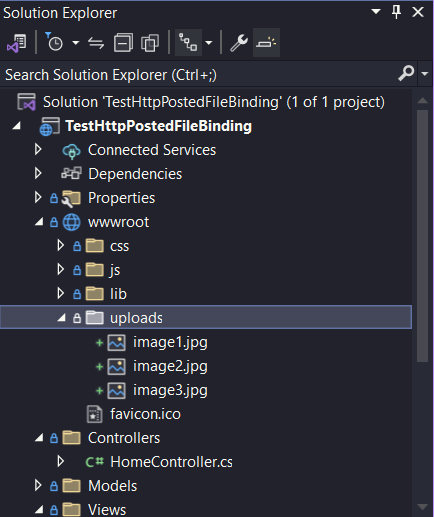 Solution Explorer
Search Solution Explorer (Ctrl+;)
Solution 'TestHttpPostedFileBinding' (1 of 1 project)
TestHttpPostedFileBinding
Connected Services
Dependencies
Properties
wwwroot
css
js
lib
uploads
image1.jpg
image2.jpg
image3.jpg
favicon.ico
Controllers
C# HomeController.cs
Models
Views